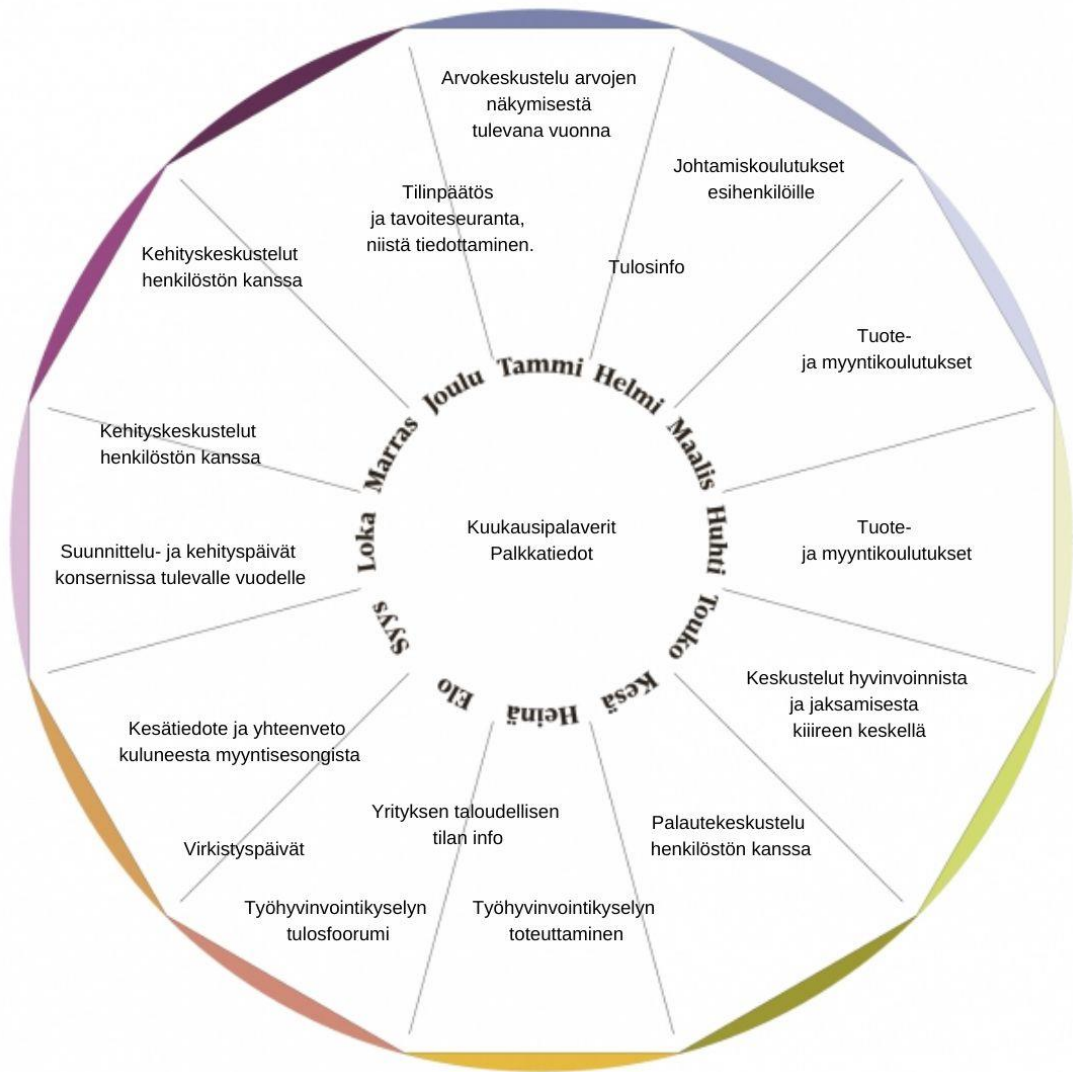 Arvokeskustelu arvojen
näkymisestä
tulevana vuonna
Johtamiskoulutukset
esihenkilöille
Tilinpäätös
ja tavoiteseuranta,
niistä tiedottaminen.
Tulosinfo
Kehityskeskustelut
henkilöstön kanssa
Tuote-
ja myyntikoulutukset
Tammi
Helmi
Maalis
Huhti
Touko
Kesä
Heinä
Elo
Syys
Loka
Marras
Joulu
Kehityskeskustelut
henkilöstön kanssa
Kuukausipalaverit
Palkkatiedot
Tuote-
ja myyntikoulutukset
Suunnittelu- ja kehityspäivät
konsernissa tulevalle vuodelle
Keskustelut hyvinvoinnista
ja jaksamisesta
kiiireen keskellä
Kesätiedote ja yhteenveto
kuluneesta myyntisesongista
Yrityksen taloudellisen
tilan info
Palautekeskustelu
henkilöstön kanssa
Virkistyspäivät
Työhyvinvointikyselyn
tulosfoorumi
Työhyvinvointikyselyn
toteuttaminen